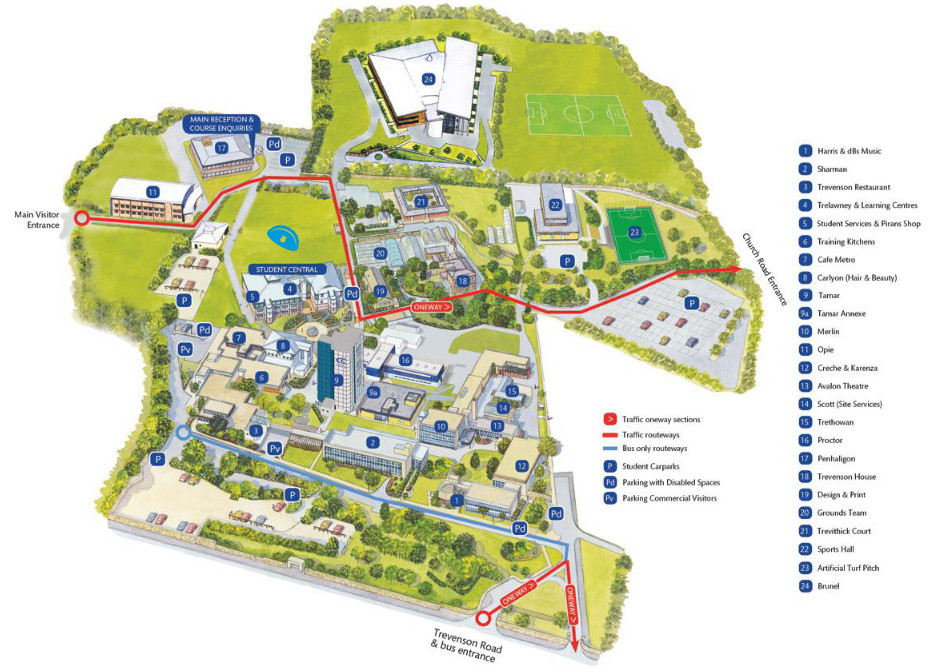 24
MAIN RECEPTION &
COURSE ENQUIRIES
17
Pd
P
11
Main Visitor
Entrance
21
22
23
20
STUDENT CENTRAL
4
5
Pd
19
18
P
ONEWAY >
Church Road Entrance
P
P
Pd
Pv
7
8
6
9
16
9a
15
14
13
10
2
3
Pv
12
1
P
P
Pd
Pd
ONEWAY >
ONEWAY >
Trevenson Road
& bus entrance
> Traffic oneway sections
Traffic routeways
Bus only routeways
P Student Carparks
Pd Parking with Disabled Spaces
Pv Parking Commercial Visitors
1 Harris & dBs Music
2 Sharman
3 Trevenson Restaurant
4 Trelawney & Learning Centres
5 Student Services & Pirans Shop
6 Training Kitchens
7 Cafe Metro
8 Carlyon (Hair & Beauty)
9 Tamar
9a Tamar Annexe
10 Merlin
11 Opie
12 Creche & Karenza
13 Avalon Theatre
14 Scott (Site Services)
15 Trethowan
16 Proctor
17 Penhaligon
18 Trevenson House
19 Design & Print
20 Grounds Team
21 Trevithick Court
22 Sports Hall
23 Artificial Turf Pitch
24 Brunel